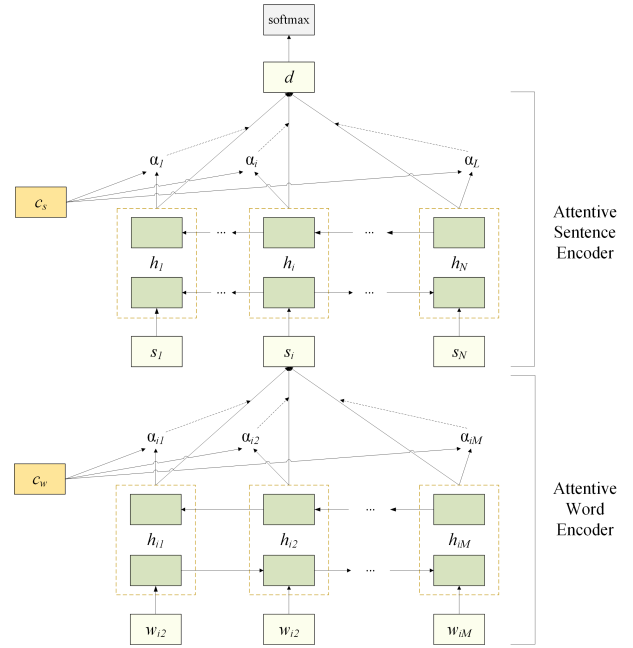 softmax
d
α1 αi αL
cs
... ...
h1 hi hN
... ... ...
s1 si sN
Attentive
Sentence
Encoder
αi1 αi2 αiM
cw
...
hi1 hi2 hiM
...
wi2 wi2 wiM
Attentive
Word
Encoder